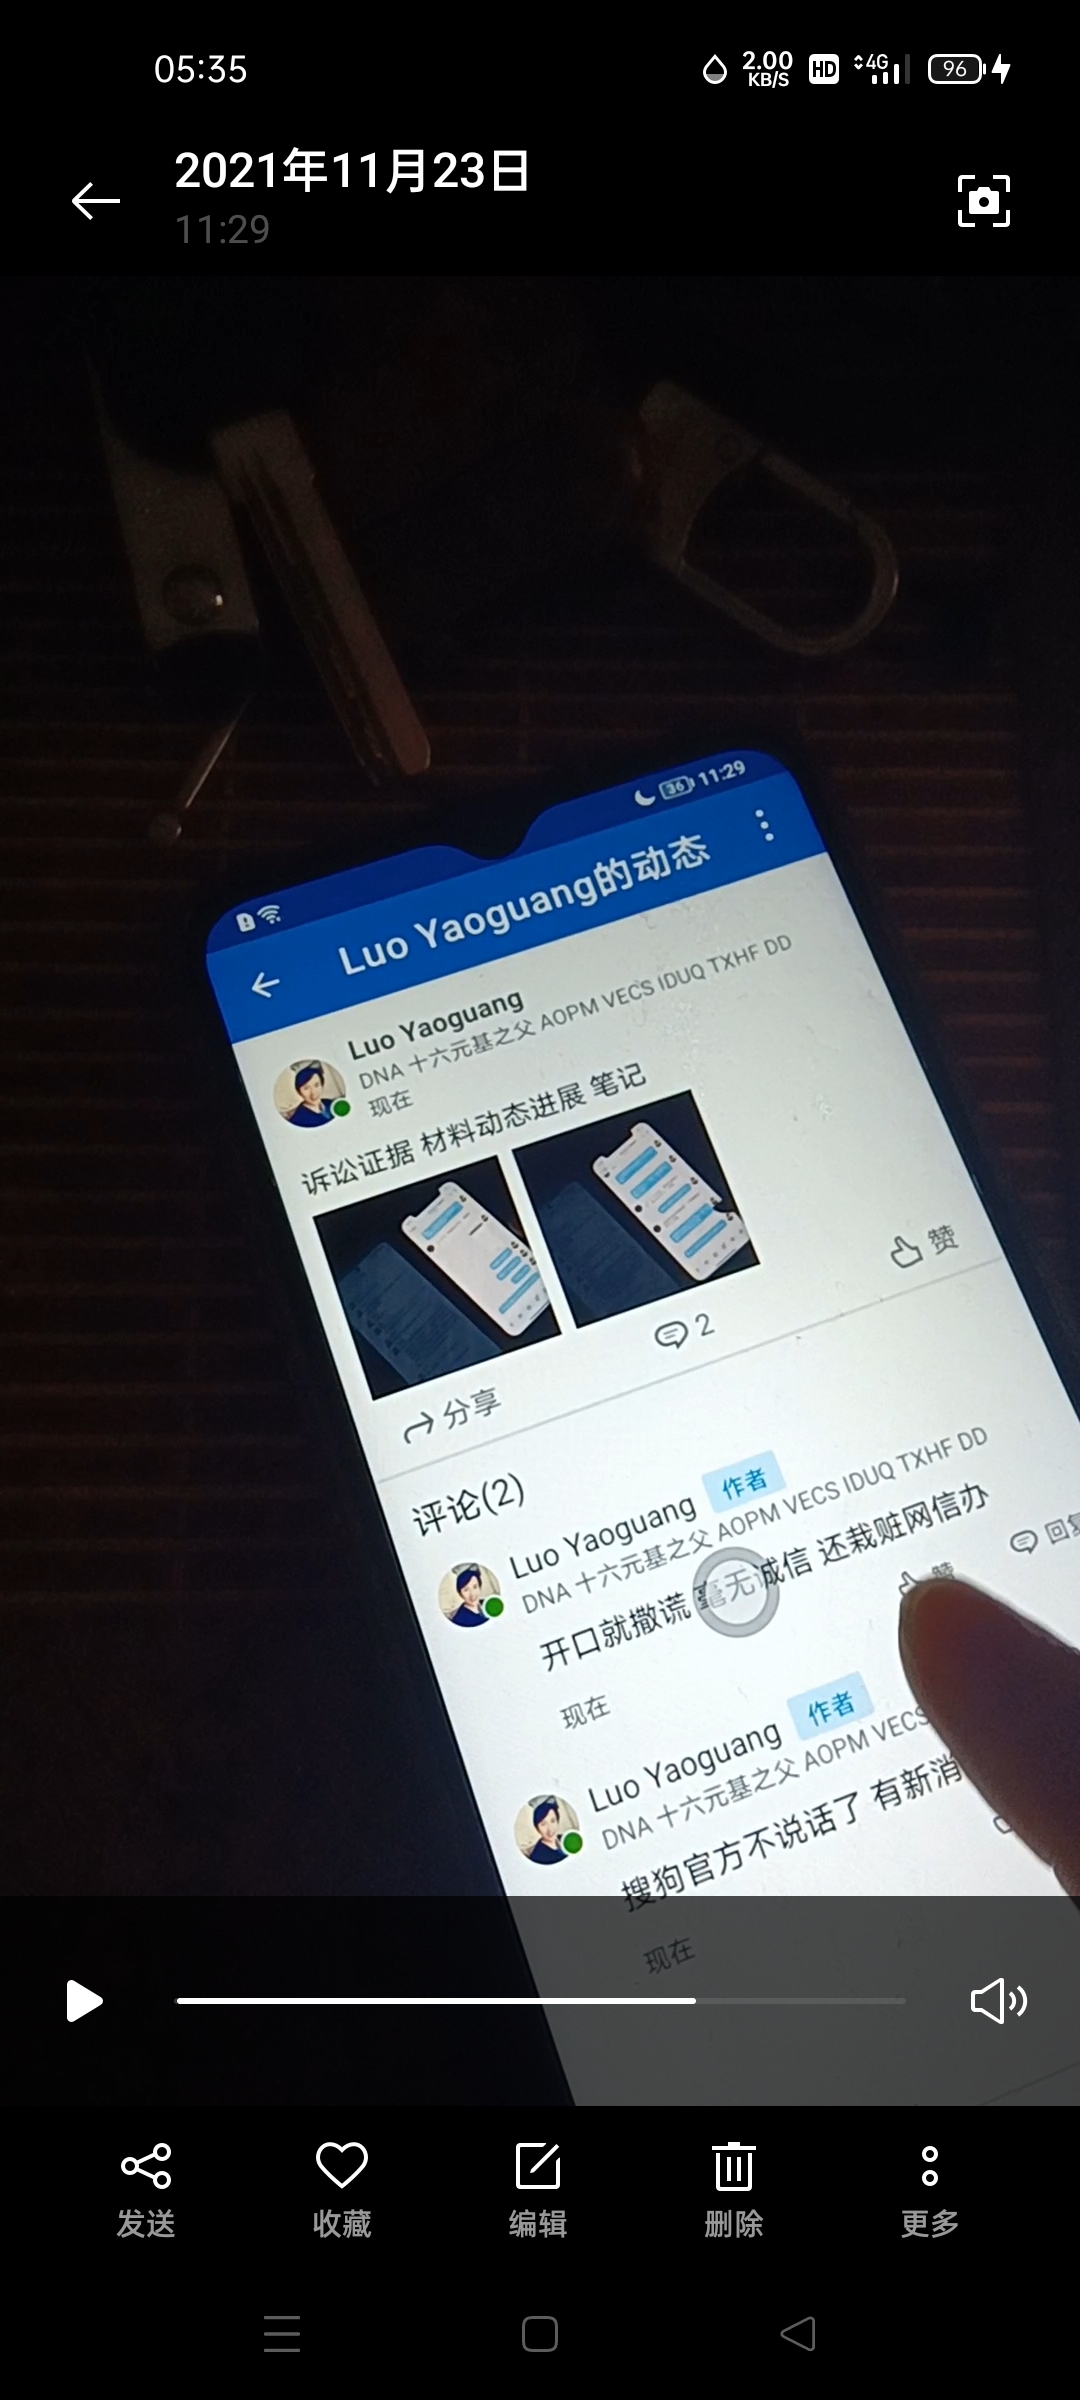 05:35
2.00
KB/S
HD
4G
96
2021年11月23日
11:29
36
11:29
Luo Yaoguang的动态
Luo Yaoguang
DNA 十六元基之父 AOPM VECS IDUQ TXHF DD
现在
诉讼证据 材料动态进展 笔记
赞
2
分享
评论(2)
Luo Yaoguang
作者
DNA 十六元基之父 AOPM VECS IDUQ TXHF DD
开口就撒谎 毫无诚信 还栽赃网信办
赞
回复
现在
Luo Yaoguang
作者
DNA 十六元基之父 AOPM VECS
搜狗官方不说话了 有新消
现在
发送
收藏
编辑
删除
更多